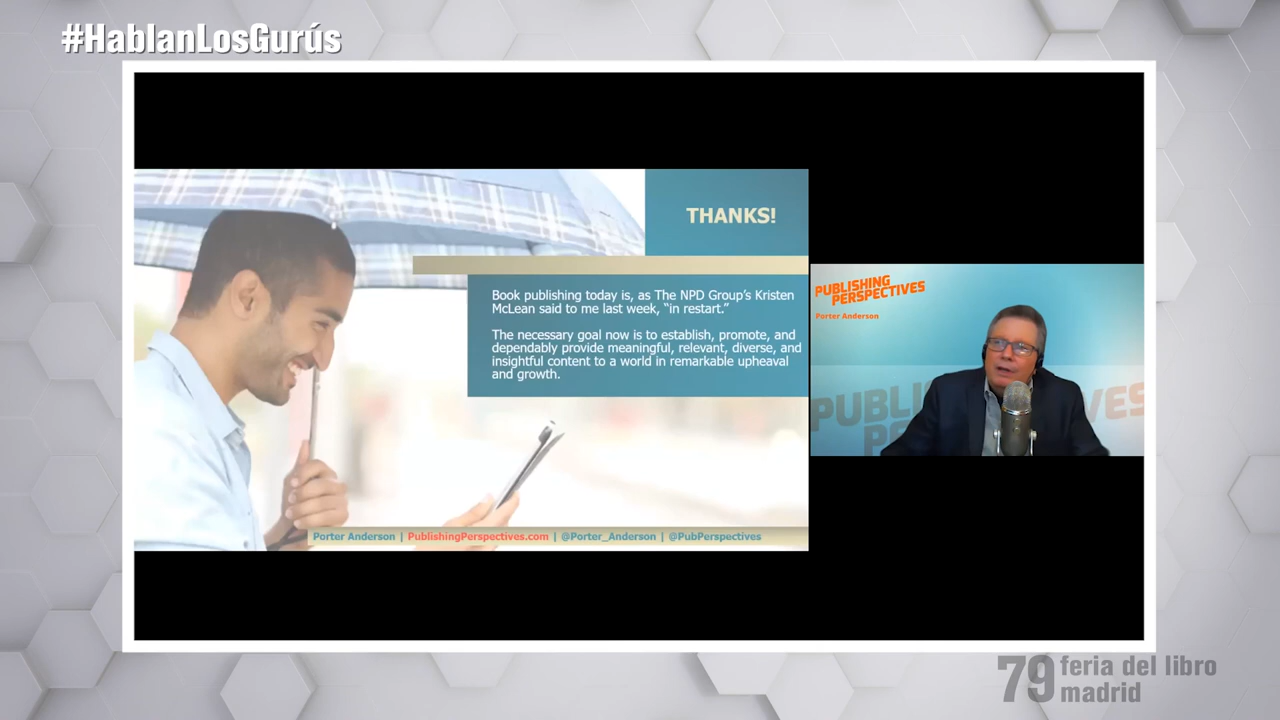 #HablanLosGurús
THANKS!
Book publishing today is, as The NPD Group's Kristen
McLean said to me last week, “in restart.”
The necessary goal now is to establish, promote, and
dependably provide meaningful, relevant, diverse, and
insightful content to a world in remarkable upheaval
and growth.
Porter Anderson | PublishingPerspectives.com | @Porter_Anderson | @PubPerspectives
PUBLISHING
PERSPECTIVES
Porter Anderson
79 feria del libro
madrid